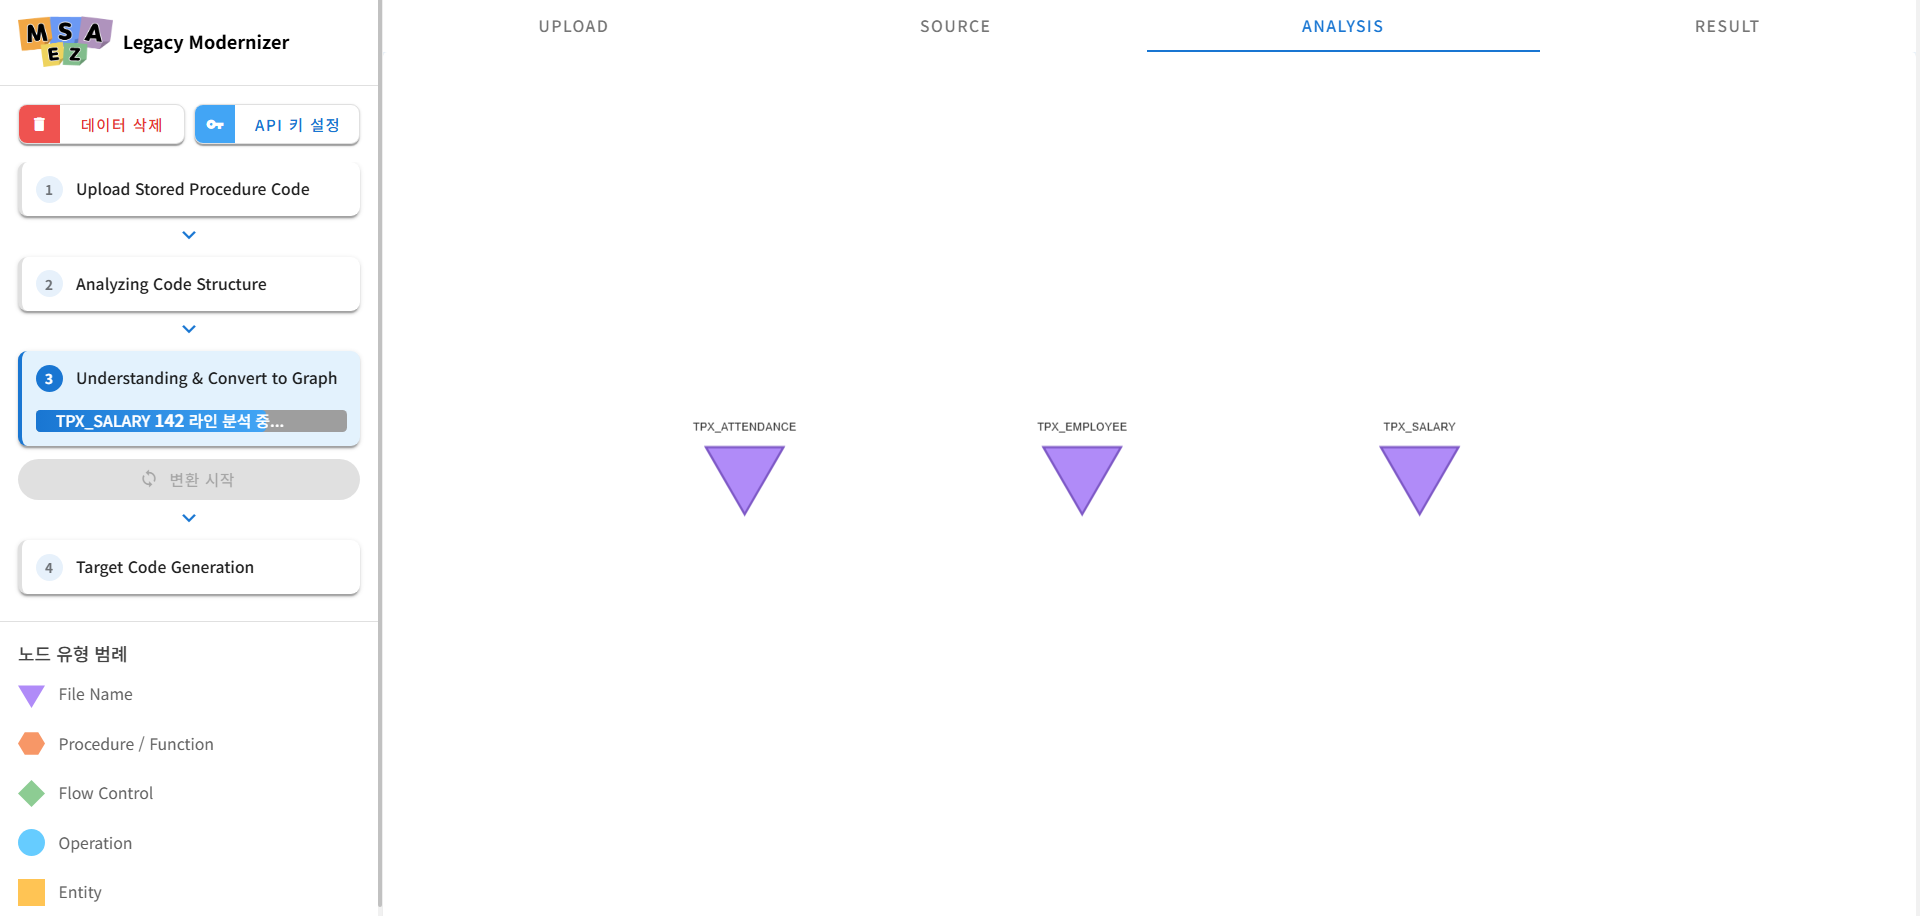 MSA
EZ
Legacy Modernizer
데이터 삭제
API 키 설정
1 Upload Stored Procedure Code
2 Analyzing Code Structure
3 Understanding & Convert to Graph
TPX_SALARY 142 라인 분석 중...
변환 시작
4 Target Code Generation
노드 유형 범례
File Name
Procedure / Function
Flow Control
Operation
Entity
UPLOAD
SOURCE
ANALYSIS
RESULT
TPX_ATTENDANCE
TPX_EMPLOYEE
TPX_SALARY